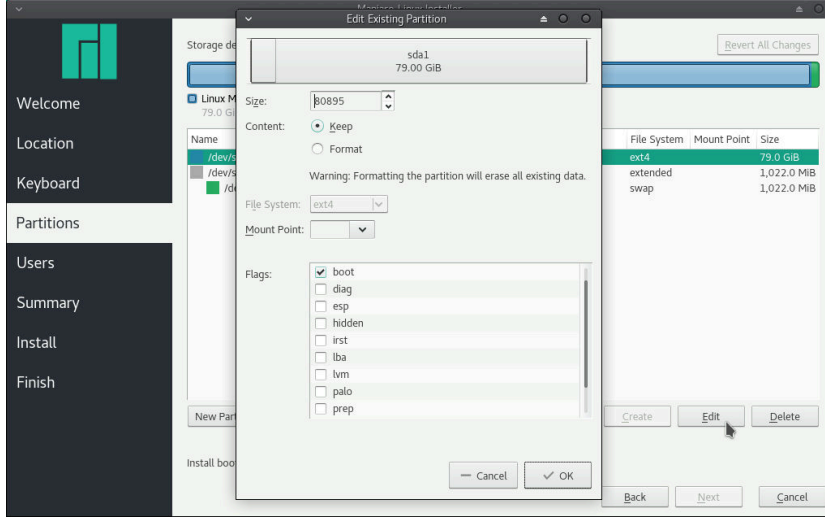 Manjaro Linux Installer
Edit Existing Partition
Welcome
Location
Keyboard
Partitions
Users
Summary
Install
Finish
Storage de
Revert All Changes
Linux M
79.0 Gi
sda1
79.00 GiB
Size: 80895
Content: Keep
Format
Warning: Formatting the partition will erase all existing data.
File System: ext4
Mount Point:
Flags: boot
diag
esp
hidden
irst
lba
lvm
palo
prep
Cancel OK
Name File System Mount Point Size
/dev/s ext4 79.0 GiB
/dev/s extended 1,022.0 MiB
/de swap 1,022.0 MiB
New Part Create Edit Delete
Install boo
Back Next Cancel